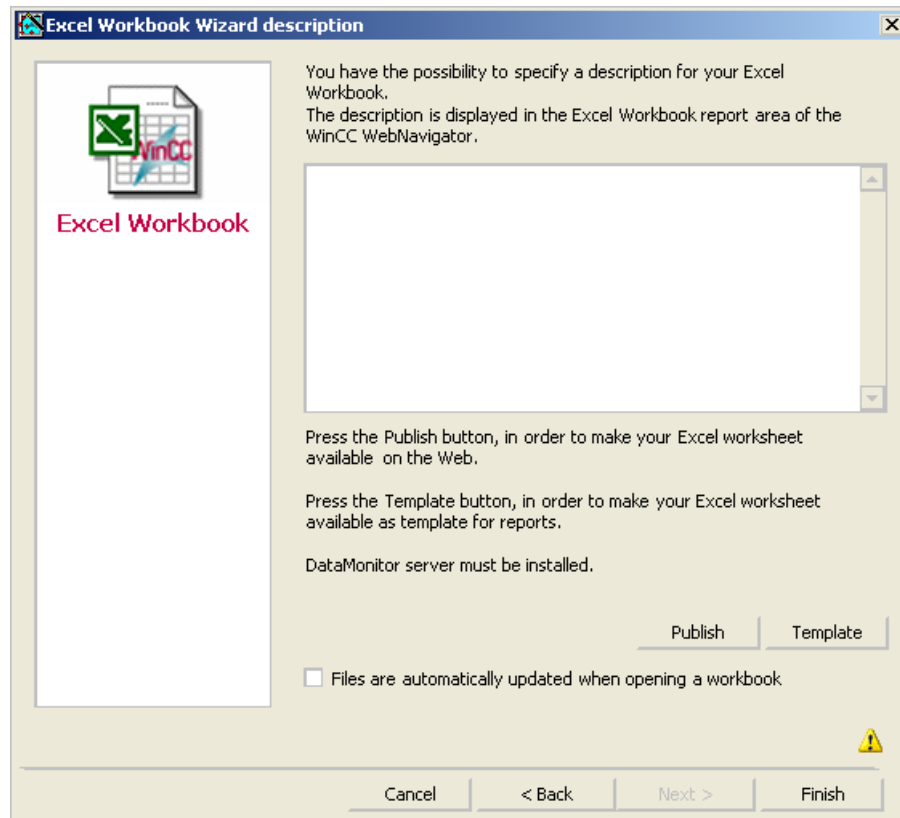 Excel Workbook Wizard description
WinCC
Excel Workbook
You have the possibility to specify a description for your Excel
Workbook.
The description is displayed in the Excel Workbook report area of the
WinCC WebNavigator.
Press the Publish button, in order to make your Excel worksheet
available on the Web.
Press the Template button, in order to make your Excel worksheet
available as template for reports.
DataMonitor server must be installed.
Publish Template
Files are automatically updated when opening a workbook
Cancel < Back Next > Finish